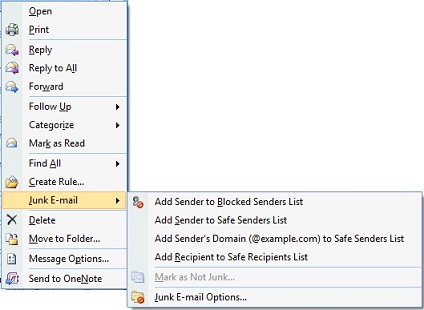 Open
Print
Reply
Reply to All
Forward
Follow Up
Categorize
Mark as Read
Find All
Create Rule...
Junk E-mail
Delete
Move to Folder...
Message Options...
Send to OneNote
Add Sender to Blocked Senders List
Add Sender to Safe Senders List
Add Sender's Domain (@example.com) to Safe Senders List
Add Recipient to Safe Recipients List
Mark as Not Junk...
Junk E-mail Options...